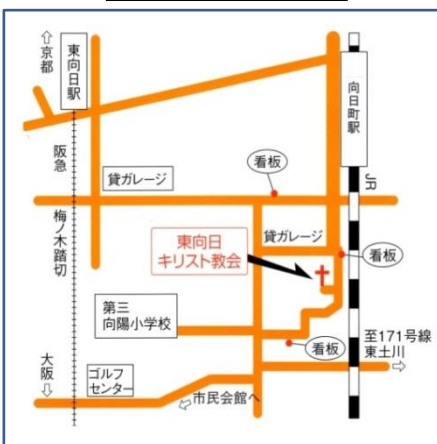 京都
東向日駅
向日町駅
阪急
看板
貸ガレージ
JR
梅ノ木踏切
貸ガレージ
東向日
キリスト教会
看板
第三
向陽小学校
至171号線
東土川
看板
大阪
ゴルフ
センター
市民会館へ